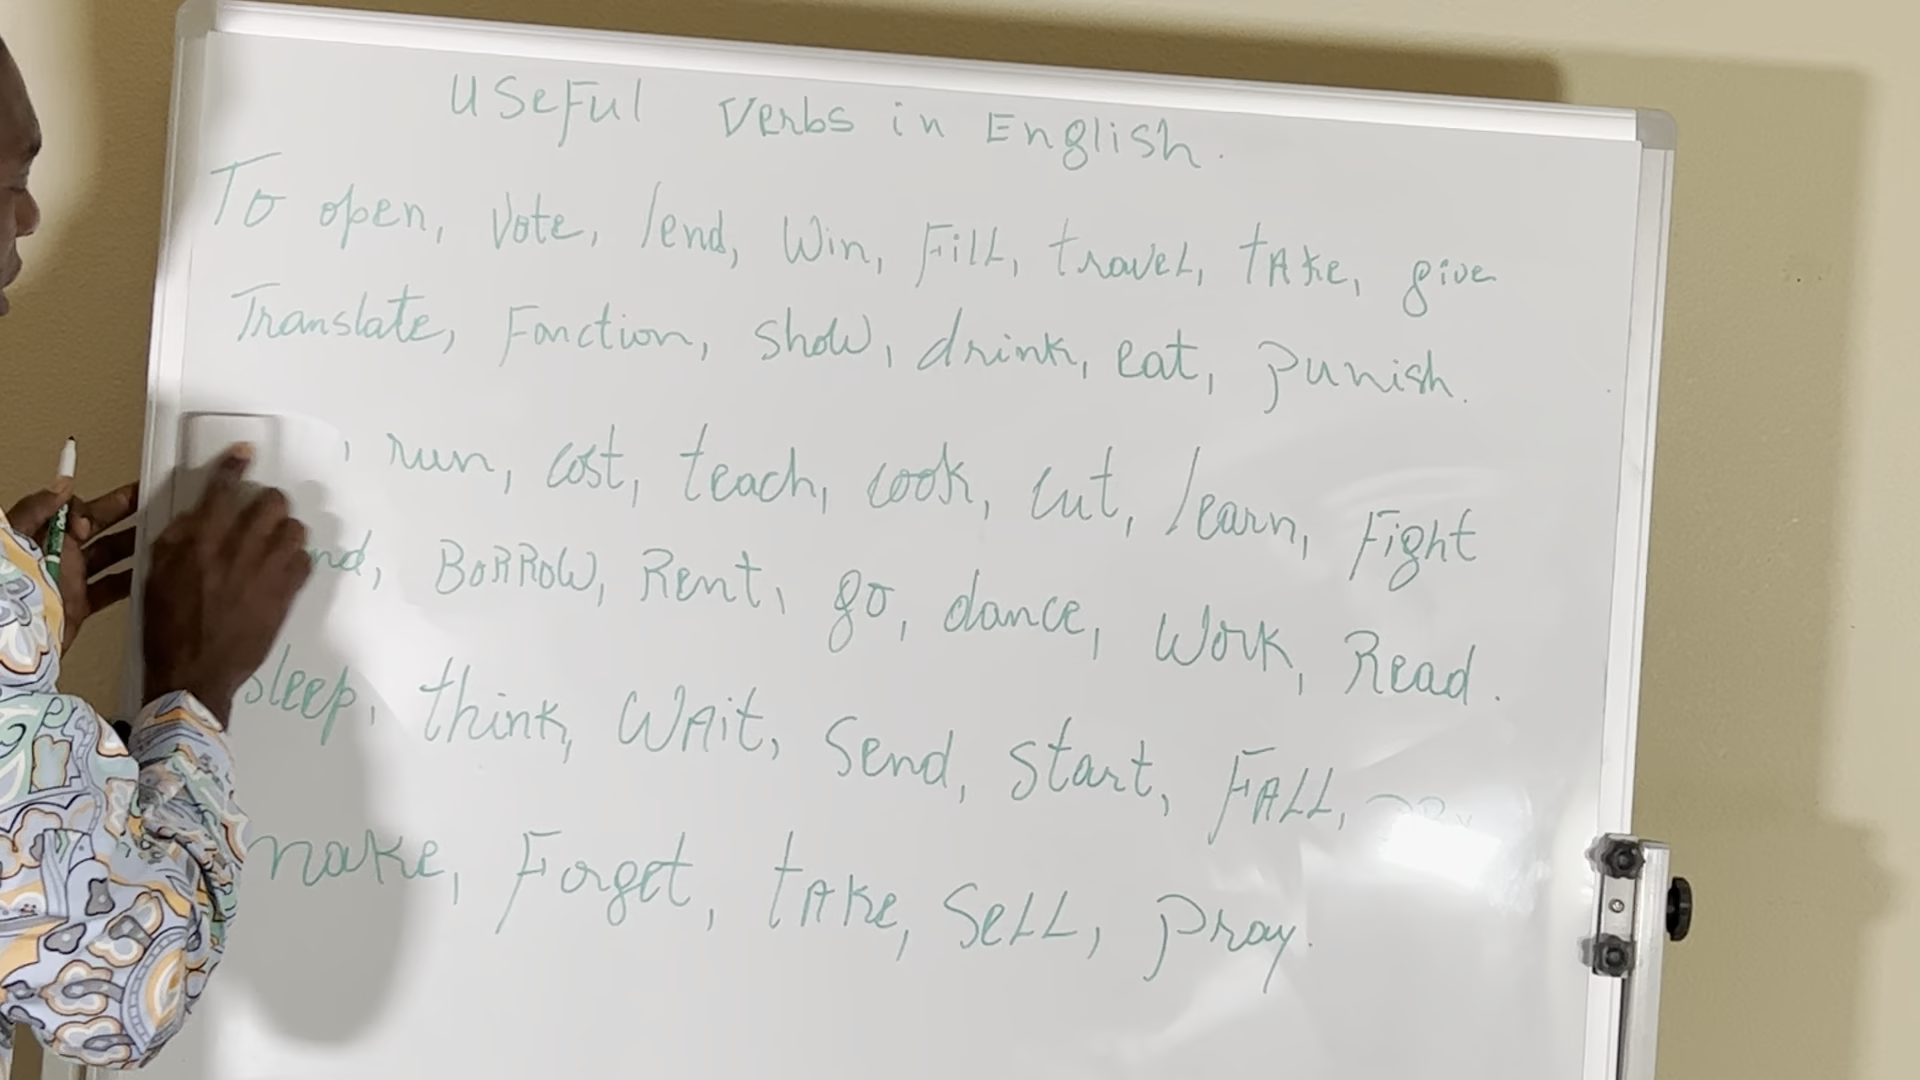 USeFul Verbs in English.
To open, Vote, lend, Win, FiLL, traveL, tAke, give
Translate, Fonction, show, drink, eat, punish.
, run, cost, teach, cook, cut, learn, Fight
nd, BoRRoW, Rent, go, dance, Work, Read.
sleep, think, WAit, Send, start, FALL,
make, Forget, tAke, SeLL, pray.